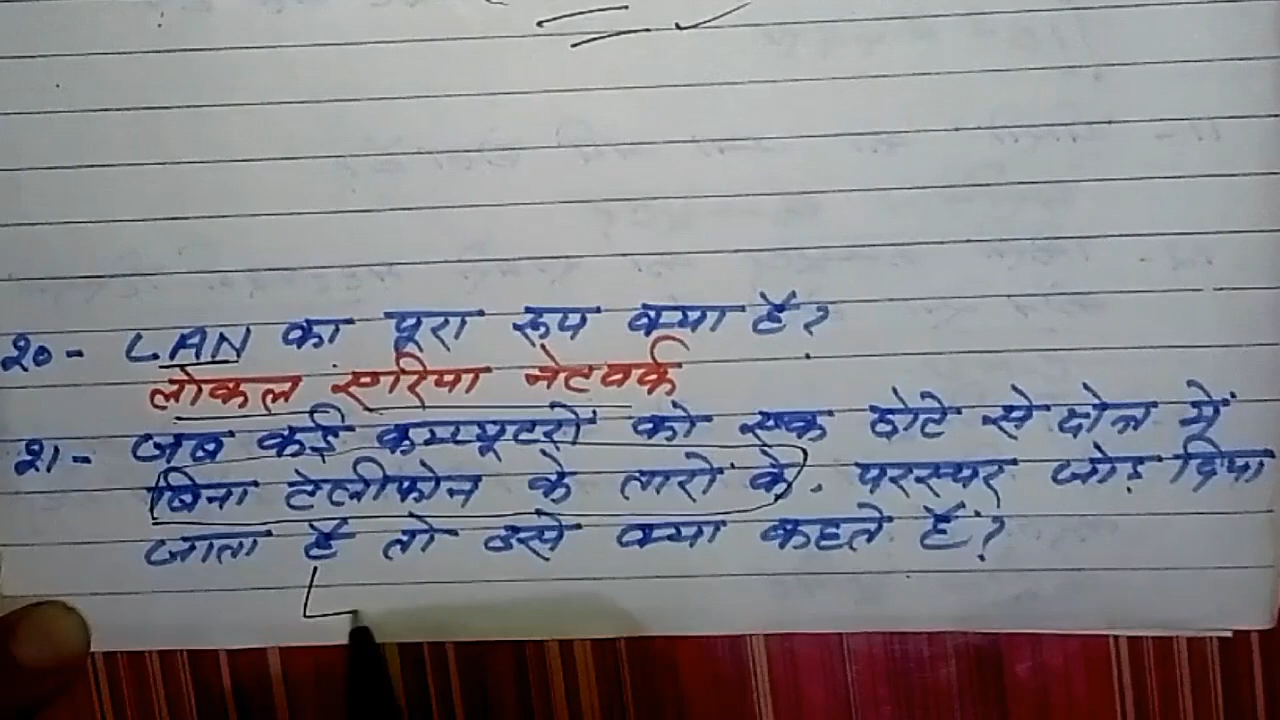 २०- LAN का पूरा रूप क्या है?
लोकल एरिया नेटवर्क
२१- जब कई कम्प्यूटरों को एक छोटे से क्षेत्र में
बिना टेलीफोन के तारो के. परस्पर जोड़ दिया
जाता है तो उसे क्या कहते हैं?